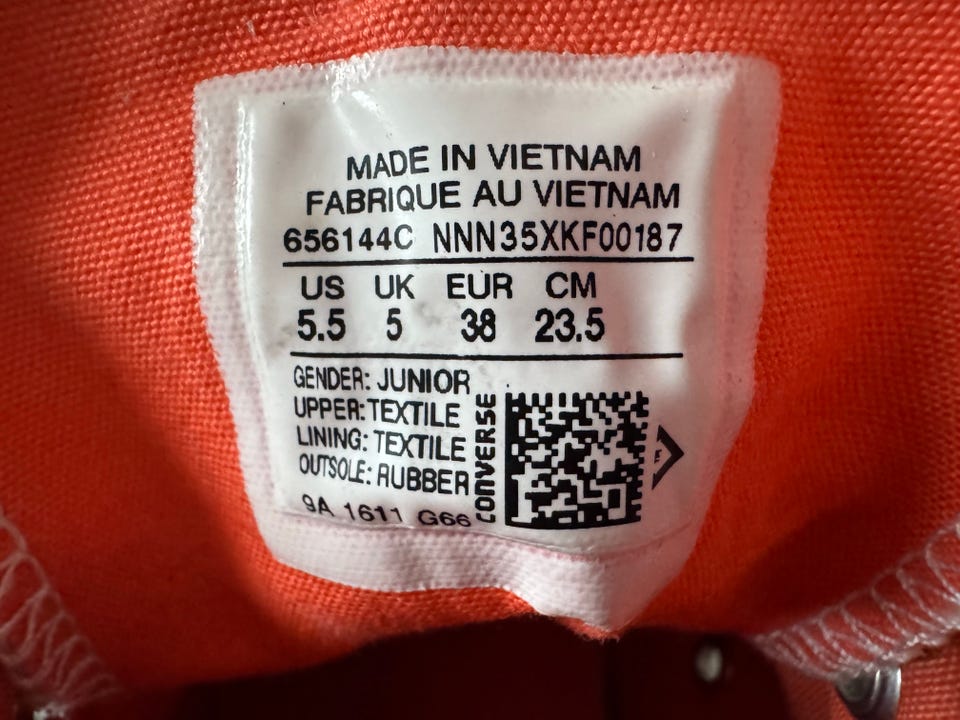 MADE IN VIETNAM
FABRIQUE AU VIETNAM
656144C NNN35XKF00187
US UK EUR CM
5.5 5 38 23.5
GENDER: JUNIOR
UPPER: TEXTILE
LINING: TEXTILE
OUTSOLE: RUBBER
9A 1611 G66
CONVERSE